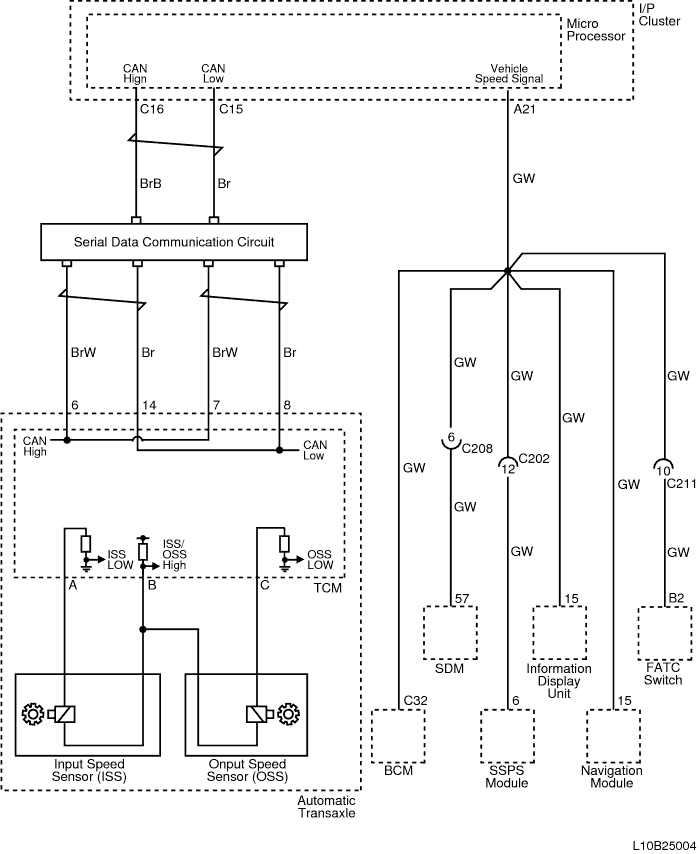 I/P
Cluster
Micro
Processor
CAN
Hign
CAN
Low
Vehicle
Speed Signal
C16
C15
A21
BrB
Br
GW
Serial Data Communication Circuit
BrW
Br
BrW
Br
GW
GW
GW
GW
6
14
7
8
CAN
High
CAN
Low
6
C208
12
C202
10
C211
GW
GW
GW
GW
GW
ISS
LOW
ISS/
OSS
High
OSS
LOW
A
B
C
TCM
57
15
B2
SDM
Information
Display
Unit
FATC
Switch
C32
6
15
Input Speed
Sensor (ISS)
Onput Speed
Sensor (OSS)
BCM
SSPS
Module
Navigation
Module
Automatic
Transaxle
L10B25004